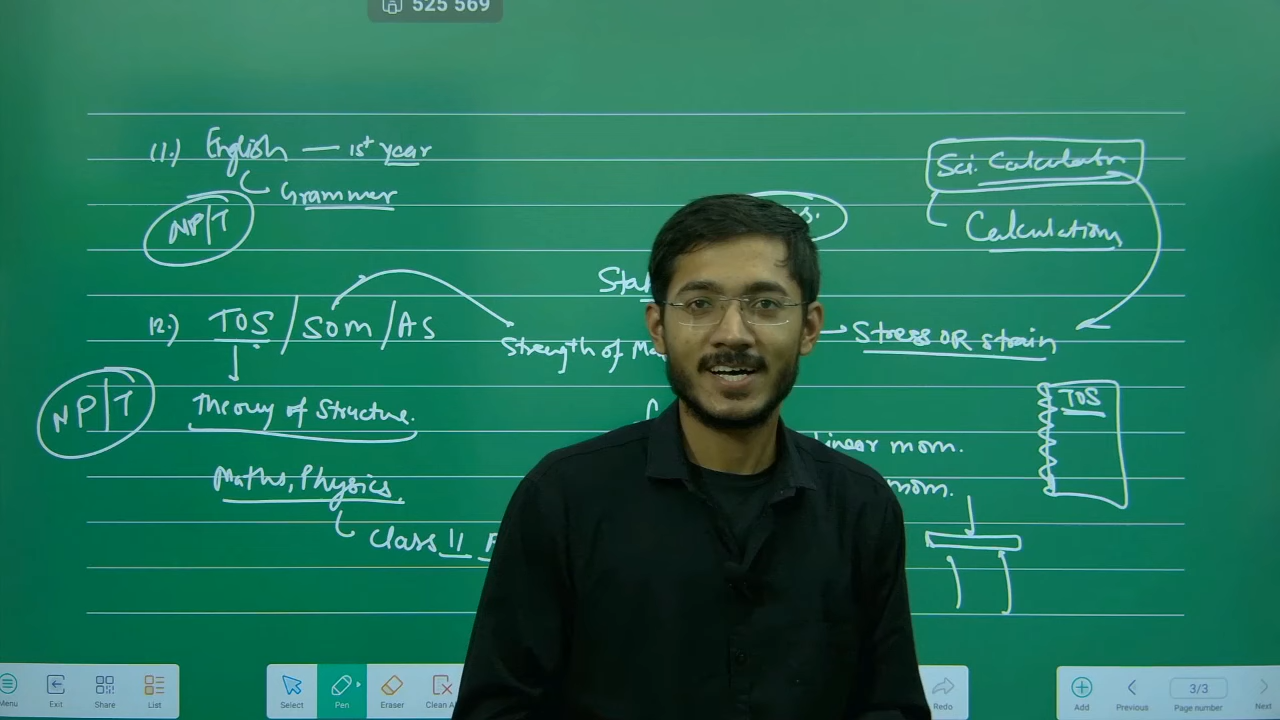 525 569
11.) English — 1st year
Grammer
NP/T
Sci. Calculator
Calculations
12.) TOS / SOM / AS
Strength of
Stress OR strain
NP/T
Theory of Structure.
TOS
linear mom.
Maths, Physics
mom.
Class 11
Menu
Exit
Share
List
Select
Pen
Eraser
Redo
Add
Previous
3/3
Page number
Next